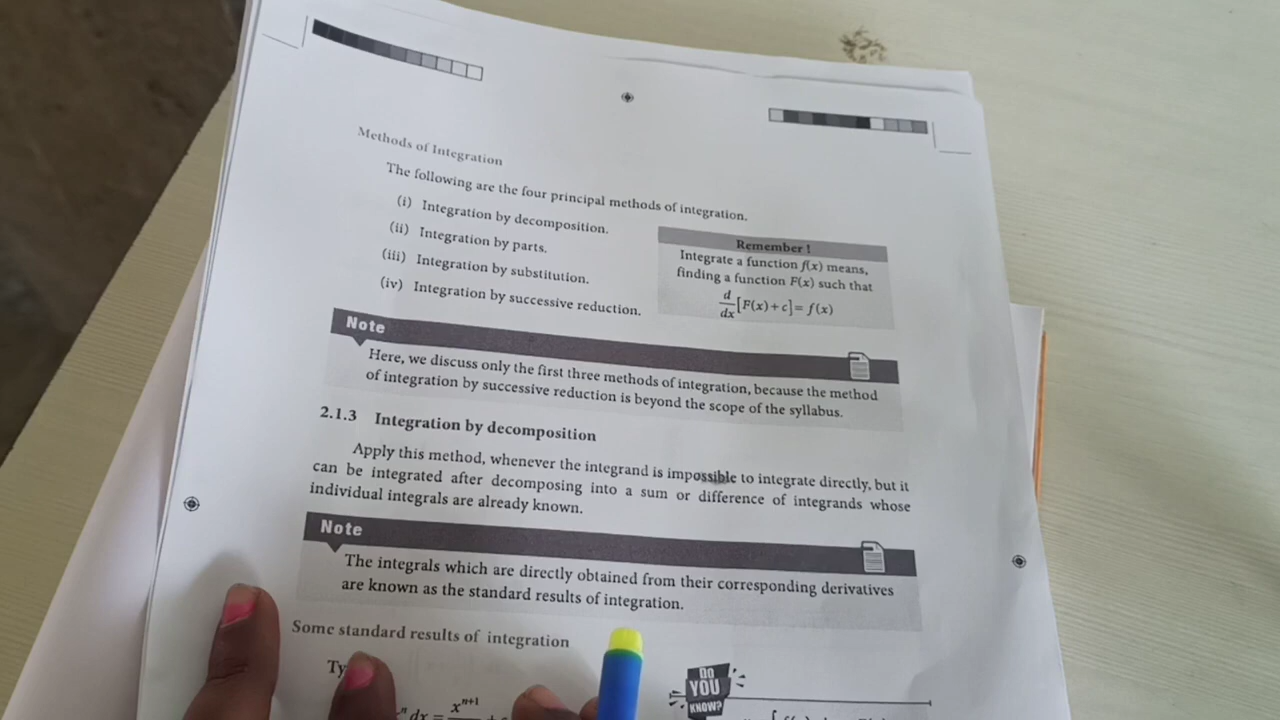 Methods of Integration
The following are the four principal methods of integration.
(i) Integration by decomposition.
(ii) Integration by parts.
(iii) Integration by substitution.
(iv) Integration by successive reduction.
Remember !
Integrate a function f(x) means,
finding a function F(x) such that
d/dx [F(x)+c] = f(x)
Note
Here, we discuss only the first three methods of integration, because the method
of integration by successive reduction is beyond the scope of the syllabus.
2.1.3 Integration by decomposition
Apply this method, whenever the integrand is impossible to integrate directly, but it
can be integrated after decomposing into a sum or difference of integrands whose
individual integrals are already known.
Note
The integrals which are directly obtained from their corresponding derivatives
are known as the standard results of integration.
Some standard results of integration
DO
YOU
KNOW?
dx = x^{n+1}